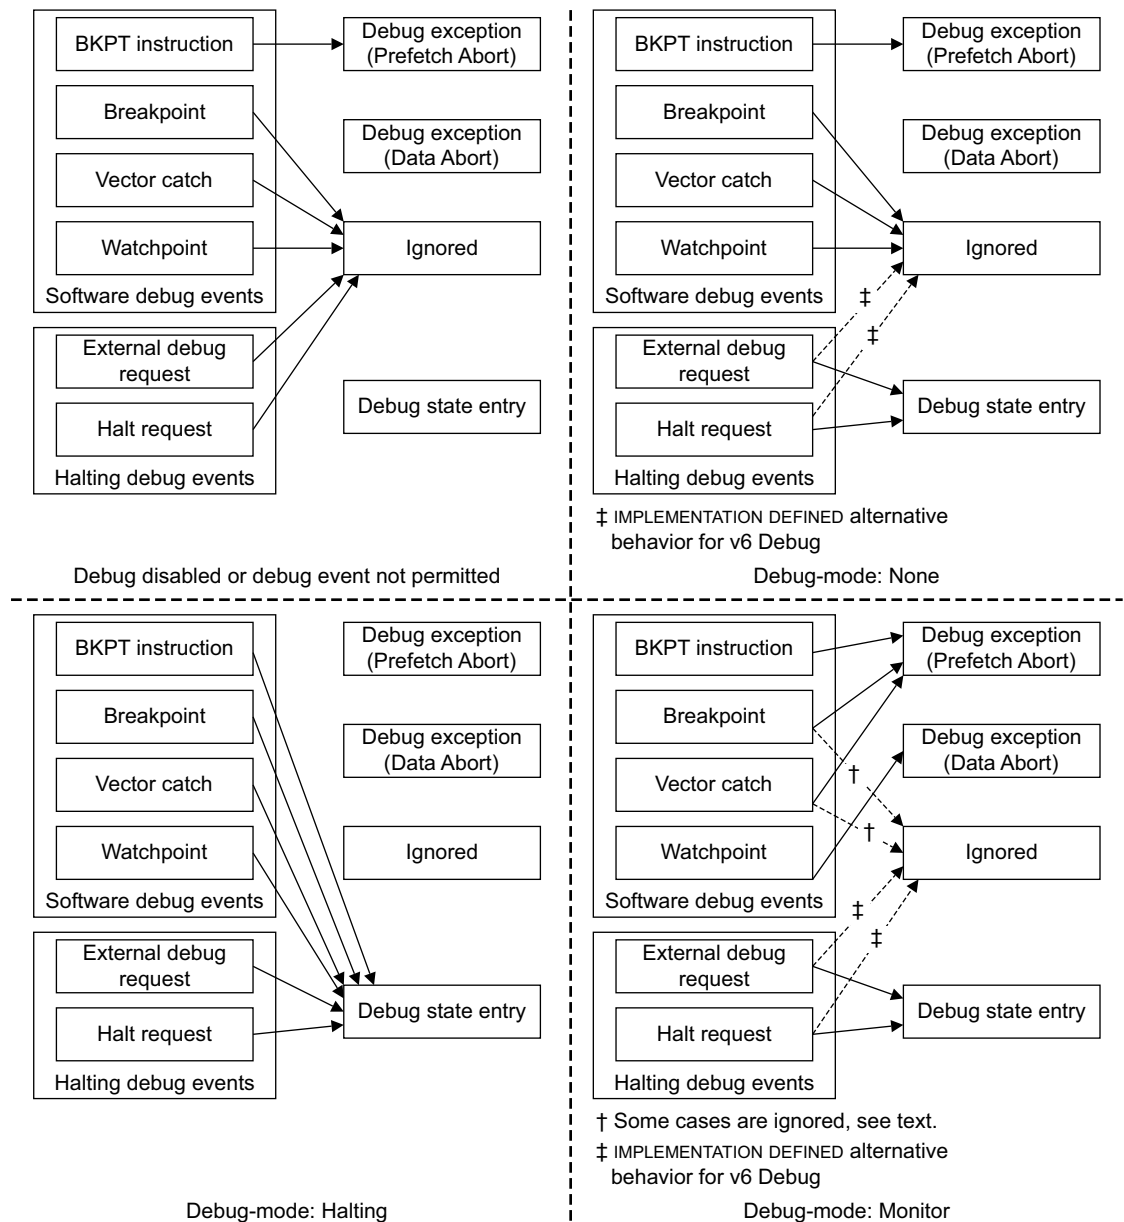 BKPT instruction
Breakpoint
Vector catch
Watchpoint
Software debug events
External debug
request
Halt request
Halting debug events
Debug exception
(Prefetch Abort)
Debug exception
(Data Abort)
Ignored
Debug state entry
Debug disabled or debug event not permitted
BKPT instruction
Breakpoint
Vector catch
Watchpoint
Software debug events
External debug
request
Halt request
Halting debug events
Debug exception
(Prefetch Abort)
Debug exception
(Data Abort)
Ignored
‡
‡
Debug state entry
‡ IMPLEMENTATION DEFINED alternative
behavior for v6 Debug
Debug-mode: None
BKPT instruction
Breakpoint
Vector catch
Watchpoint
Software debug events
External debug
request
Halt request
Halting debug events
Debug exception
(Prefetch Abort)
Debug exception
(Data Abort)
Ignored
Debug state entry
Debug-mode: Halting
BKPT instruction
Breakpoint
Vector catch
Watchpoint
Software debug events
External debug
request
Halt request
Halting debug events
Debug exception
(Prefetch Abort)
Debug exception
(Data Abort)
†
†
Ignored
‡
‡
Debug state entry
† Some cases are ignored, see text.
‡ IMPLEMENTATION DEFINED alternative
behavior for v6 Debug
Debug-mode: Monitor